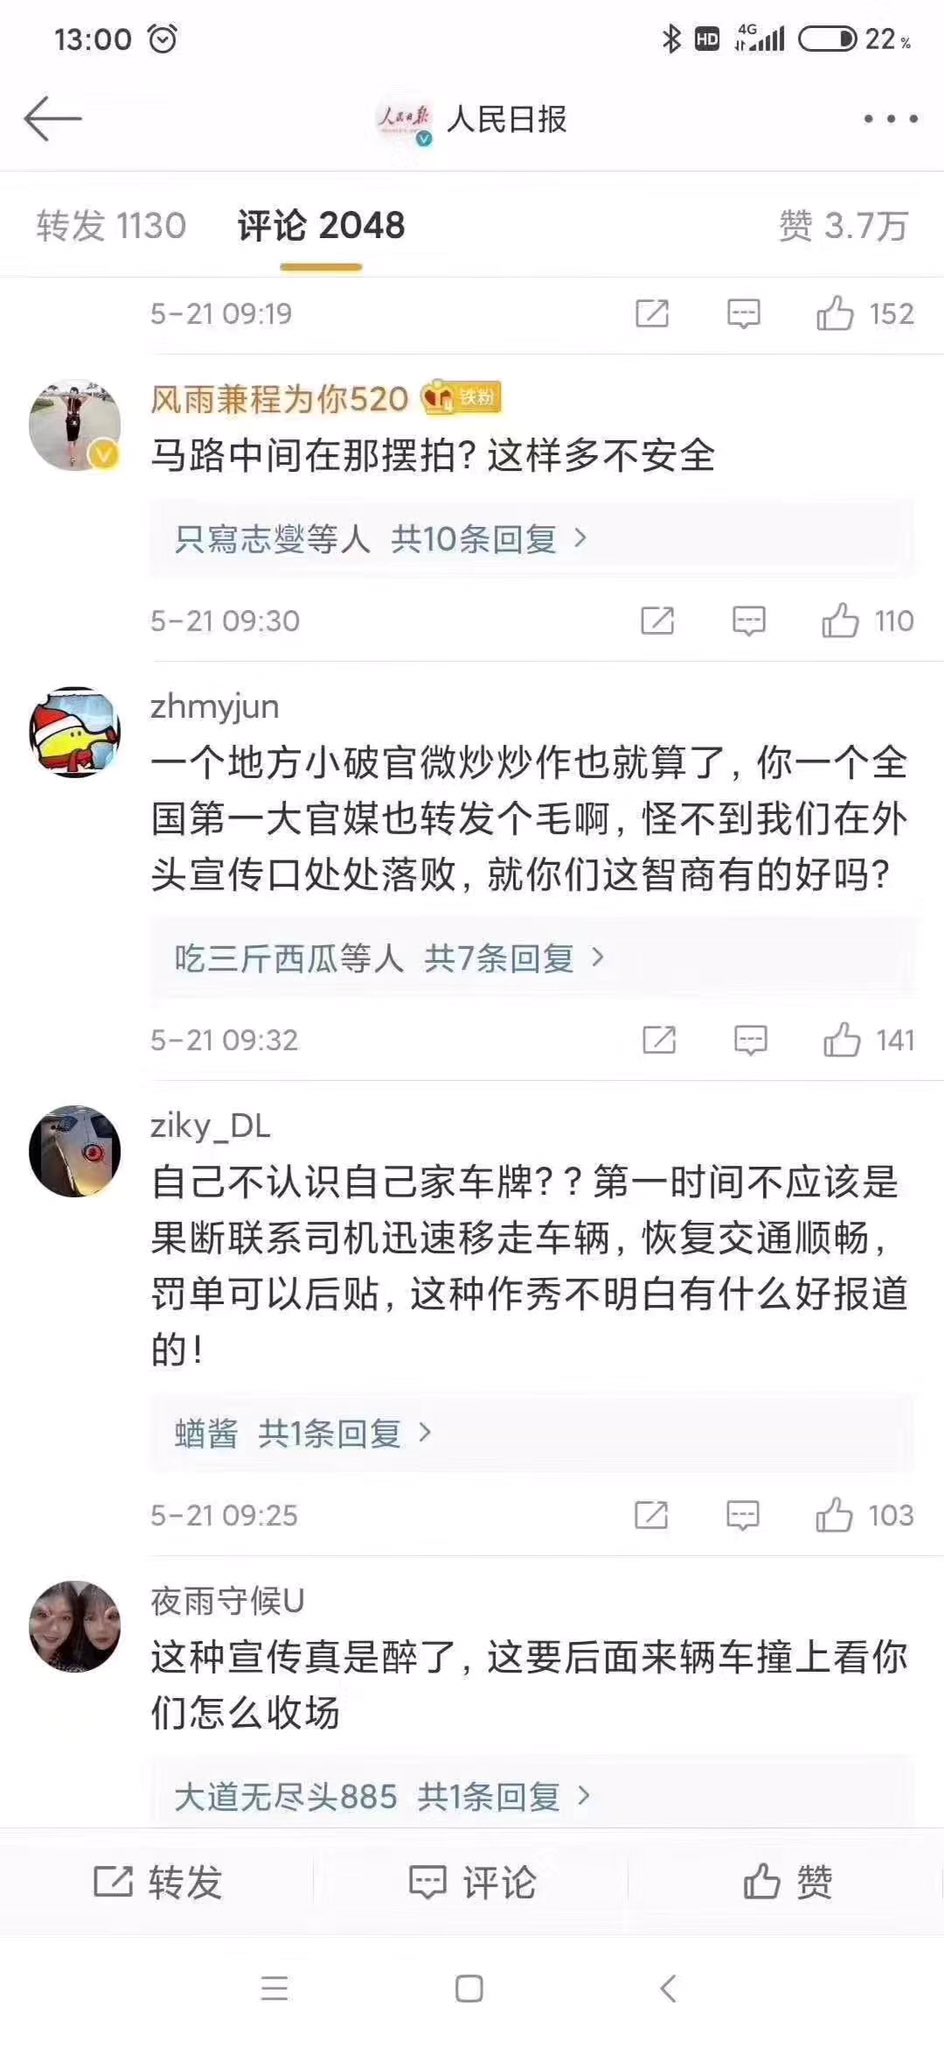 13:00
HD 4G 22%
人民日报
人民日报
转发 1130 评论 2048 赞 3.7万
5-21 09:19 152
风雨兼程为你520 铁粉
马路中间在那摆拍?这样多不安全
只寫志燮等人 共10条回复 >
5-21 09:30 110
zhmyjun
一个地方小破官微炒炒作也就算了,你一个全
国第一大官媒也转发个毛啊,怪不到我们在外
头宣传口处处落败,就你们这智商有的好吗?
吃三斤西瓜等人 共7条回复 >
5-21 09:32 141
ziky_DL
自己不认识自己家车牌??第一时间不应该是
果断联系司机迅速移走车辆,恢复交通顺畅,
罚单可以后贴,这种作秀不明白有什么好报道
的!
蝤酱 共1条回复 >
5-21 09:25 103
夜雨守候U
这种宣传真是醉了,这要后面来辆车撞上看你
们怎么收场
大道无尽头885 共1条回复 >
转发 评论 赞